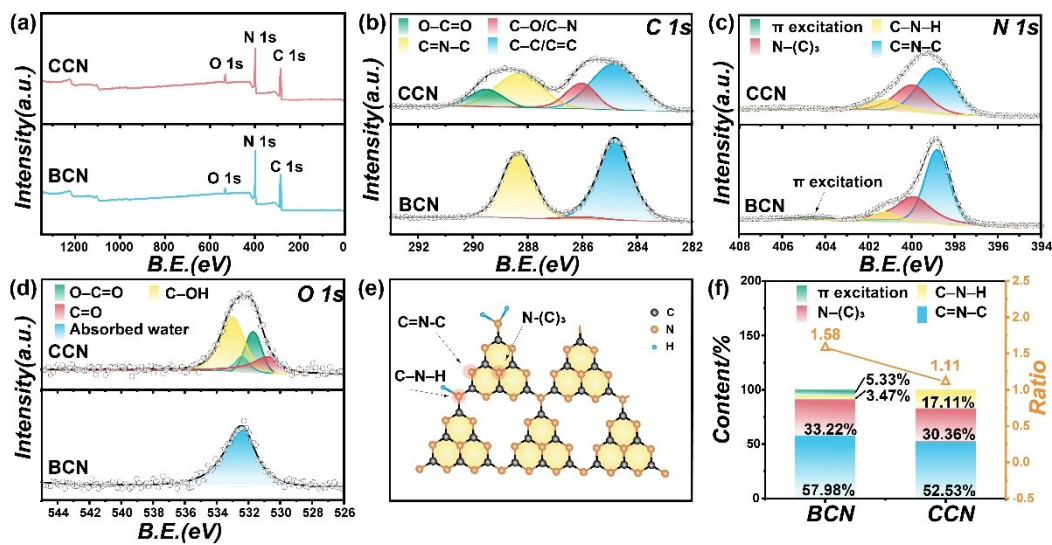 (a)
N 1s
C 1s
O 1s
CCN
N 1s
C 1s
O 1s
BCN
Intensity(a.u.)
1200 1000 800 600 400 200 0
B.E.(eV)
(b)
O–C=O C–O/C–N
C=N–C C–C/C=C
C 1s
CCN
BCN
Intensity(a.u.)
292 290 288 286 284 282
B.E.(eV)
(c)
π excitation C–N–H
N–(C)₃ C=N–C
N 1s
CCN
π excitation
BCN
Intensity(a.u.)
408 406 404 402 400 398 396 394
B.E.(eV)
(d)
O–C=O C–OH
C=O
Absorbed water
O 1s
CCN
BCN
Intensity(a.u.)
544 542 540 538 536 534 532 530 528 526
B.E.(eV)
(e)
C=N-C
N-(C)₃
C–N–H
C
N
H
(f)
π excitation C–N–H
N–(C)₃ C=N–C
200
150
100
50
0
Content/%
2.5
2.0
1.5
1.0
0.5
0.0
-0.5
Ratio
1.58
1.11
5.33%
3.47%
17.11%
33.22%
30.36%
57.98%
52.53%
BCN CCN